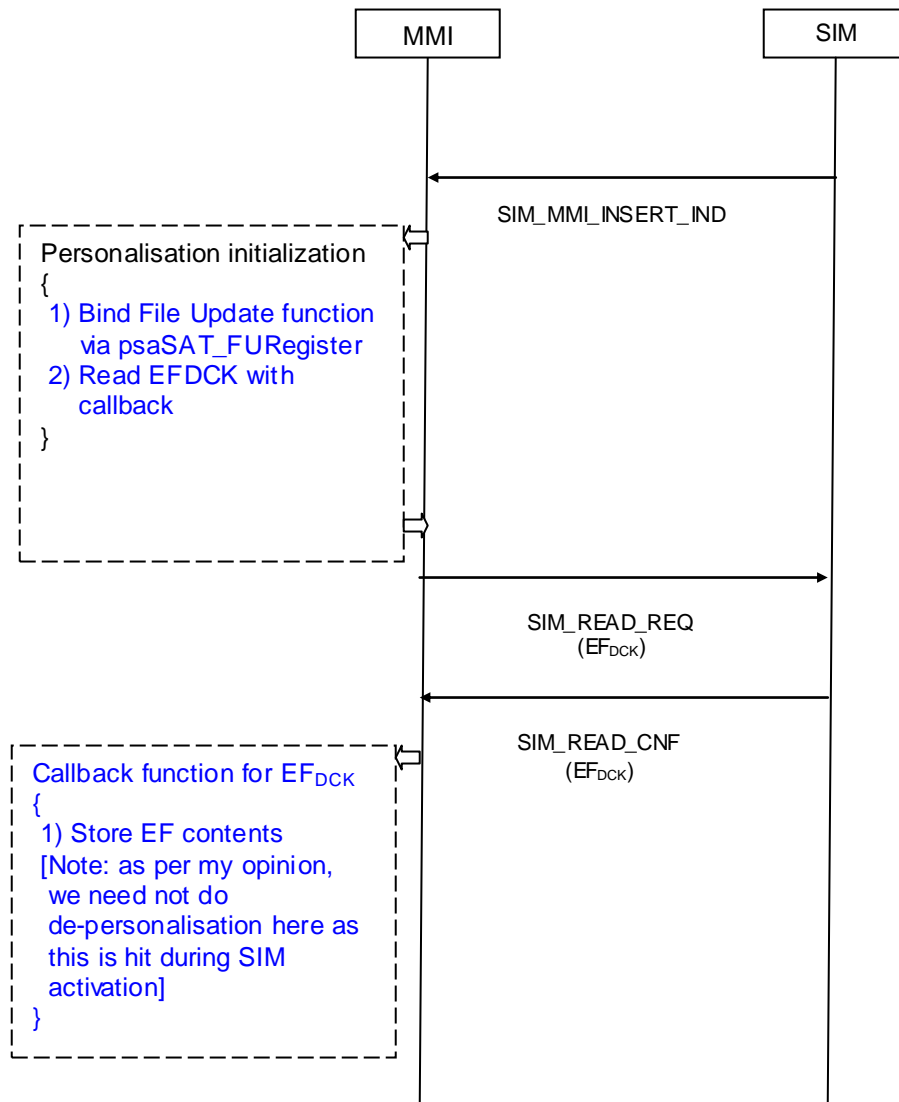 MMI
SIM
SIM_MMI_INSERT_IND
Personalisation initialization
{
1) Bind File Update function
via psaSAT_FURegister
2) Read EFDCK with
callback
}
SIM_READ_REQ
(EFDCK)
SIM_READ_CNF
(EFDCK)
Callback function for EFDCK
{
1) Store EF contents
[Note: as per my opinion,
we need not do
de-personalisation here as
this is hit during SIM
activation]
}